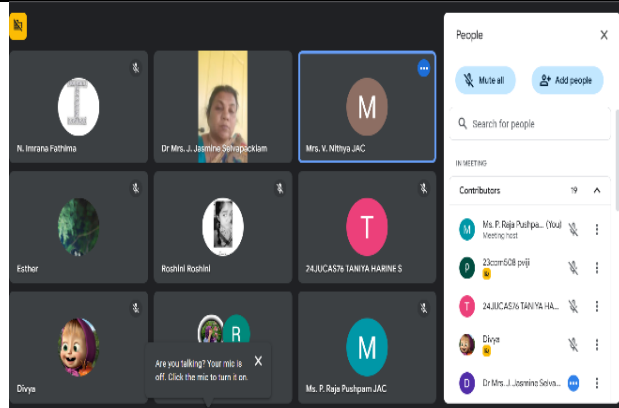 People
Mute all
Add people
Search for people
IN MEETING
Contributors 19
I
M
N. Imrana Fathima
Dr Mrs. J. Jasmine Selvapackiam
Mrs. V. Nithya JAC
M
Ms. P. Raja Pushpa... (You)
Meeting host
T
P
23com508 pviji
Esther
Roshini Roshini
24JUCAS76 TANIYA HARINE S
T
24JUCAS76 TANIYA HA...
R
M
Divya
Are you talking? Your mic is
off. Click the mic to turn it on.
Divya
Ms. P. Raja Pushpam JAC
D
Dr Mrs. J. Jasmine Selva...